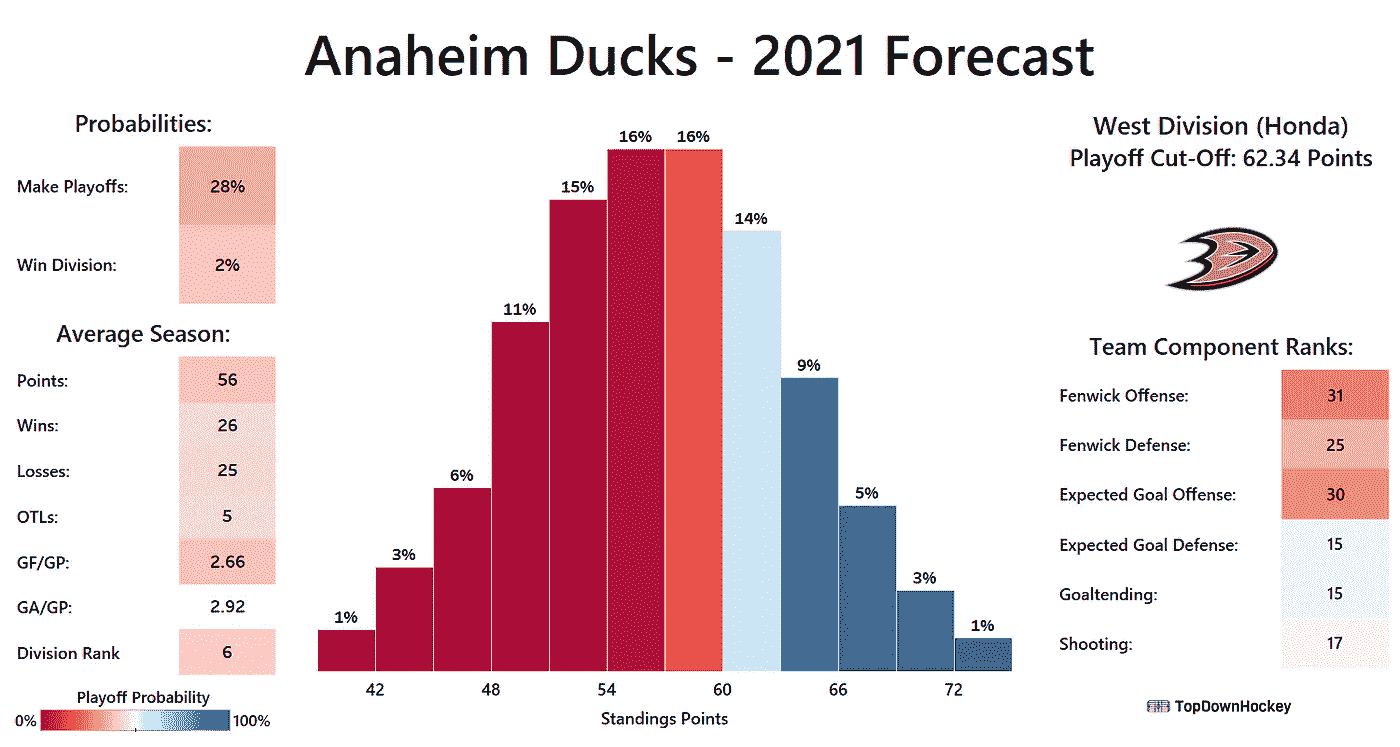 Anaheim Ducks - 2021 Forecast
Probabilities:
Make Playoffs: 28%
Win Division: 2%
Average Season:
Points: 56
Wins: 26
Losses: 25
OTLs: 5
GF/GP: 2.66
GA/GP: 2.92
Division Rank 6
Playoff Probability
0% 100%
1% 3% 6% 11% 15% 16% 16% 14% 9% 5% 3% 1%
42 48 54 60 66 72
Standings Points
West Division (Honda)
Playoff Cut-Off: 62.34 Points
Team Component Ranks:
Fenwick Offense: 31
Fenwick Defense: 25
Expected Goal Offense: 30
Expected Goal Defense: 15
Goaltending: 15
Shooting: 17
TopDownHockey